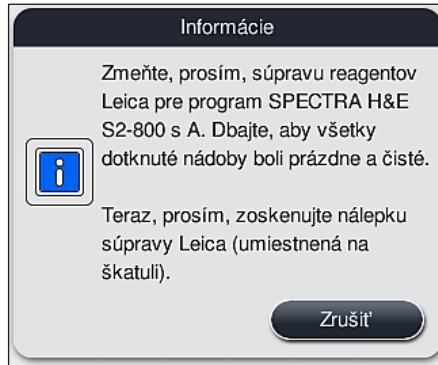 Informácie
Zmeňte, prosím, súpravu reagentov
Leica pre program SPECTRA H&E
S2-800 s A. Dbajte, aby všetky
dotknuté nádoby boli prázdne a čisté.
Teraz, prosím, zoskenujte nálepku
súpravy Leica (umiestnená na
škatuli).
Zrušiť